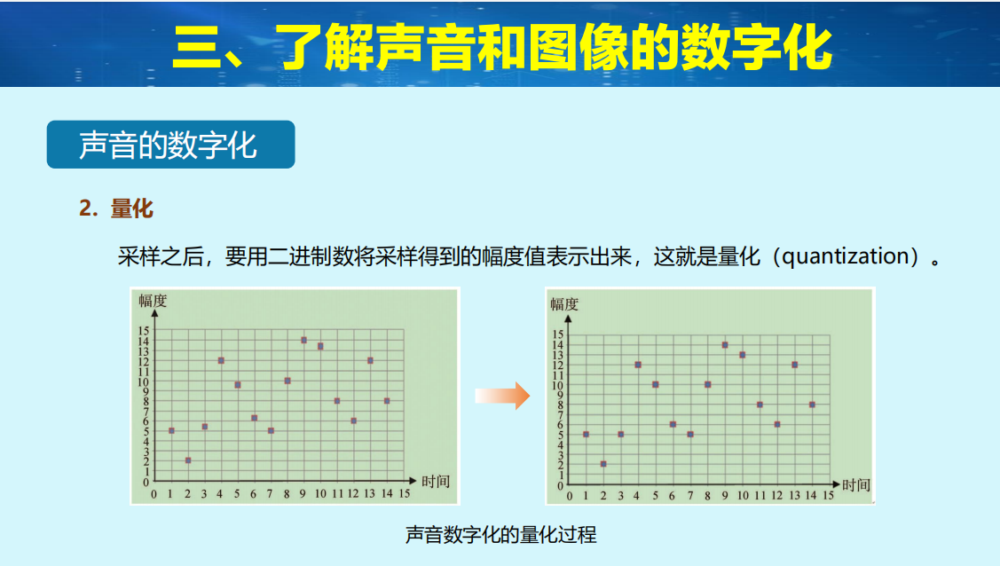 三、了解声音和图像的数字化
声音的数字化
2. 量化
采样之后，要用二进制数将采样得到的幅度值表示出来，这就是量化（quantization）。
幅度
15
14
13
12
11
10
9
8
7
6
5
4
3
2
1
0
0 1 2 3 4 5 6 7 8 9 10 11 12 13 14 15
时间
幅度
15
14
13
12
11
10
9
8
7
6
5
4
3
2
1
0
0 1 2 3 4 5 6 7 8 9 10 11 12 13 14 15
时间
声音数字化的量化过程